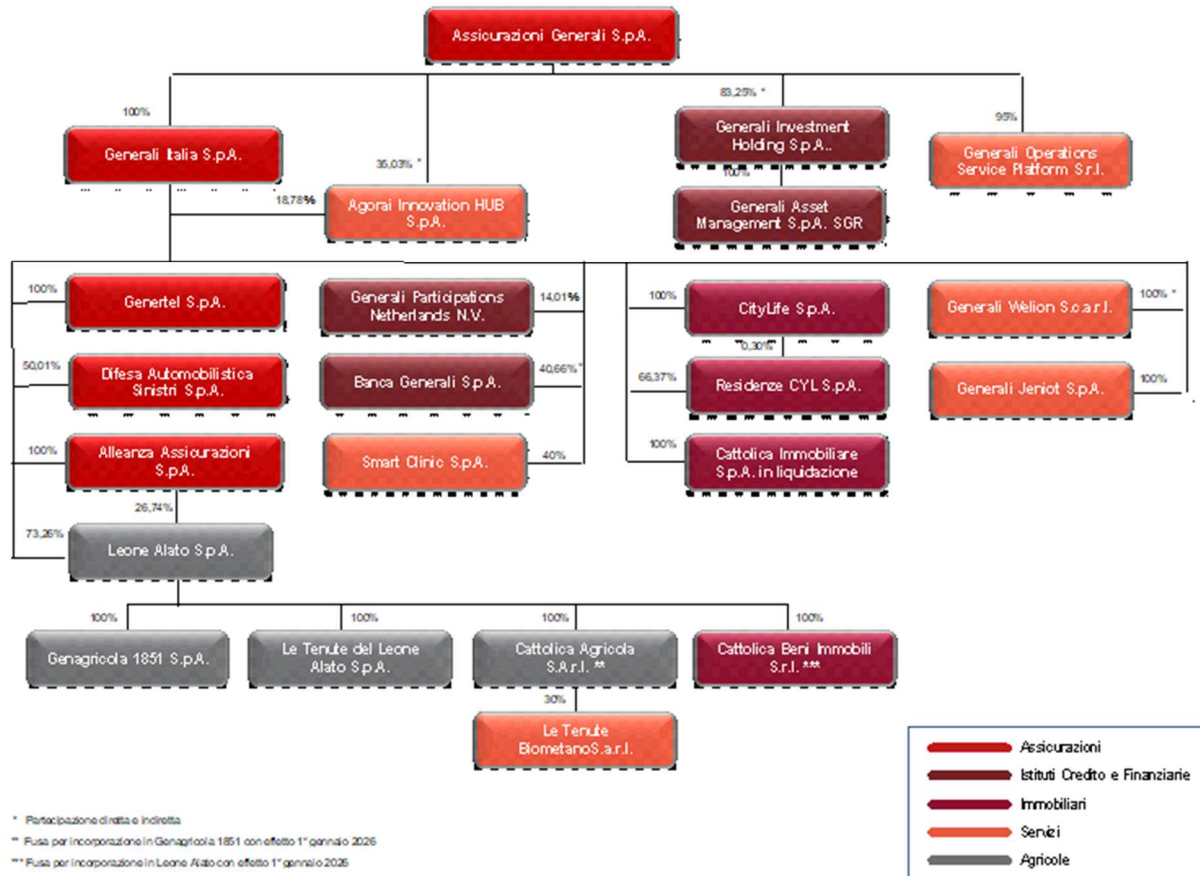 Assicurazioni Generali S.p.A.
100%
83,25% *
95%
Generali Italia S.p.A.
35,03% *
Generali Investment
Holding S.p.A..
Generali Operations
Service Platform S.r.l.
18,78%
Agorai Innovation HUB
S.p.A.
100%
Generali Asset
Management S.p.A. SGR
100%
Genertel S.p.A.
Generali Participations
Netherlands N.V.
14,01%
100%
CityLife S.p.A.
Generali Welion S.c.a.r.l.
100% *
50,01%
Difesa Automobilistica
Sinistri S.p.A.
Banca Generali S.p.A.
40,66% *
0,30%
66,37%
Residenze CYL S.p.A.
Generali Jeniot S.p.A.
100%
100%
Alleanza Assicurazioni
S.p.A.
Smart Clinic S.p.A.
40%
100%
Cattolica Immobiliare
S.p.A. in liquidazione
26,74%
73,26%
Leone Alato S.p.A.
100%
100%
100%
100%
Genagricola 1851 S.p.A.
Le Tenute del Leone
Alato S.p.A.
Cattolica Agricola
S.A.r.l. **
Cattolica Beni Immobili
S.r.l. ***
30%
Le Tenute
BiometanoS.a.r.l.
Assicurazioni
Istituti Credito e Finanziarie
Immobiliari
Servizi
Agricole
* Partecipazione diretta e indiretta
** Fusa per incorporazione in Genagricola 1851 con effetto 1° gennaio 2026
*** Fusa per incorporazione in Leone Alato con effetto 1° gennaio 2026